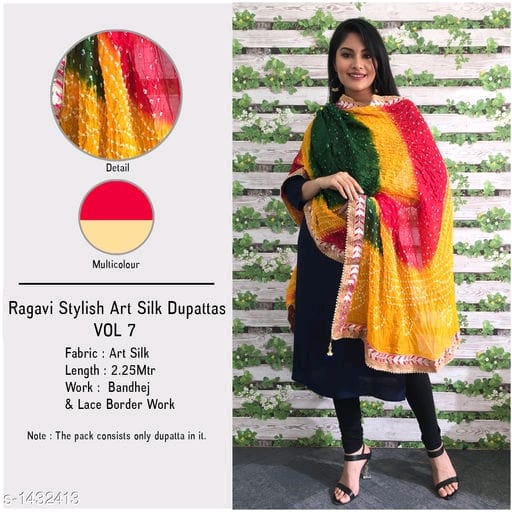 Detail
Multicolour
Ragavi Stylish Art Silk Dupattas
VOL 7
Fabric : Art Silk
Length : 2.25Mtr
Work : Bandhej
& Lace Border Work
Note : The pack consists only dupatta in it.
s-1432413